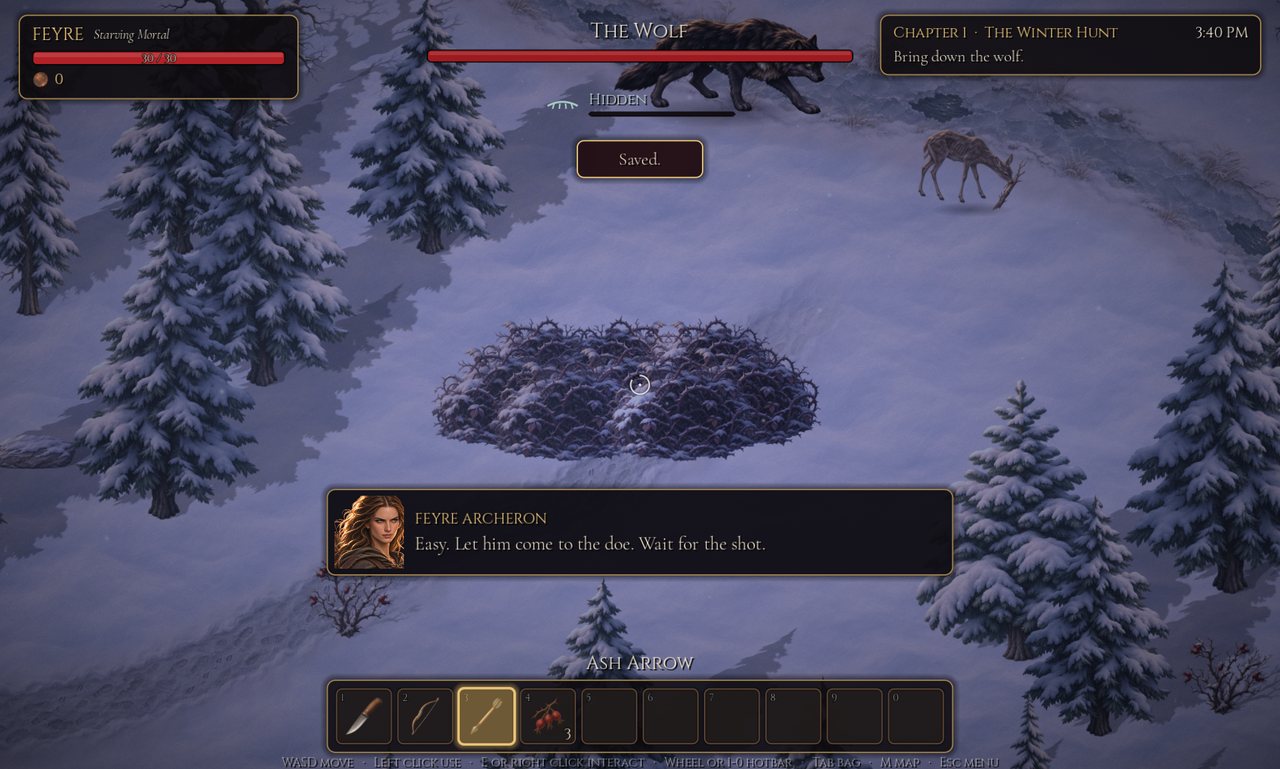 FEYRE Starving Mortal
30 / 30
0
THE WOLF
HIDDEN
Saved.
CHAPTER I · THE WINTER HUNT 3:40 PM
Bring down the wolf.
FEYRE ARCHERON
Easy. Let him come to the doe. Wait for the shot.
ASH ARROW
1 2 3 4 5 6 7 8 9 0
3
WASD MOVE · LEFT CLICK USE · E OR RIGHT CLICK INTERACT · WHEEL OR 1-0 HOTBAR · TAB BAG · M MAP · ESC MENU